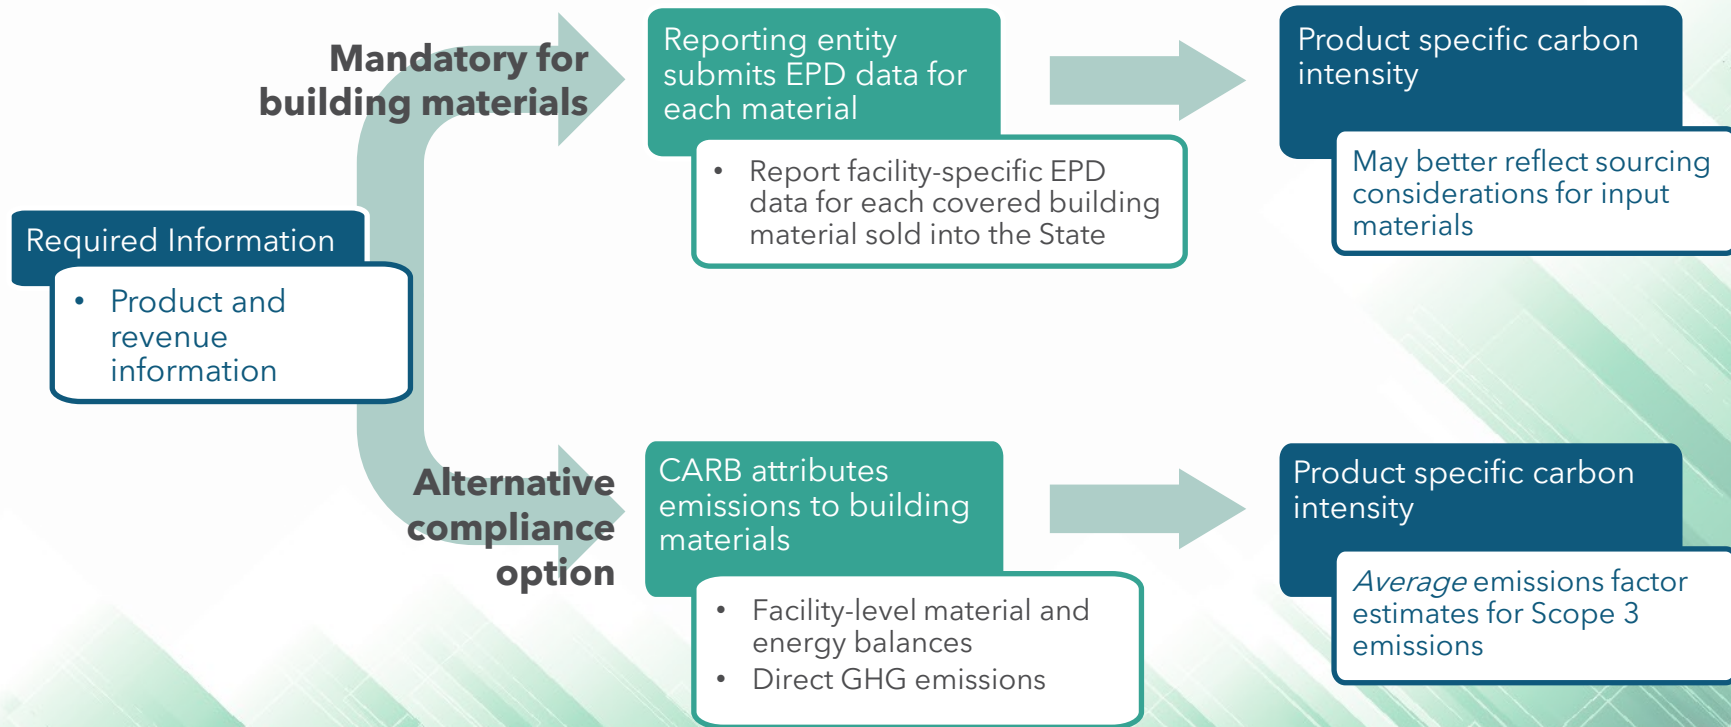 Required Information
• Product and
revenue
information
Mandatory for
building materials
Reporting entity
submits EPD data for
each material
• Report facility-specific EPD
data for each covered building
material sold into the State
Product specific carbon
intensity
May better reflect sourcing
considerations for input
materials
Alternative
compliance
option
CARB attributes
emissions to building
materials
• Facility-level material and
energy balances
• Direct GHG emissions
Product specific carbon
intensity
Average emissions factor
estimates for Scope 3
emissions